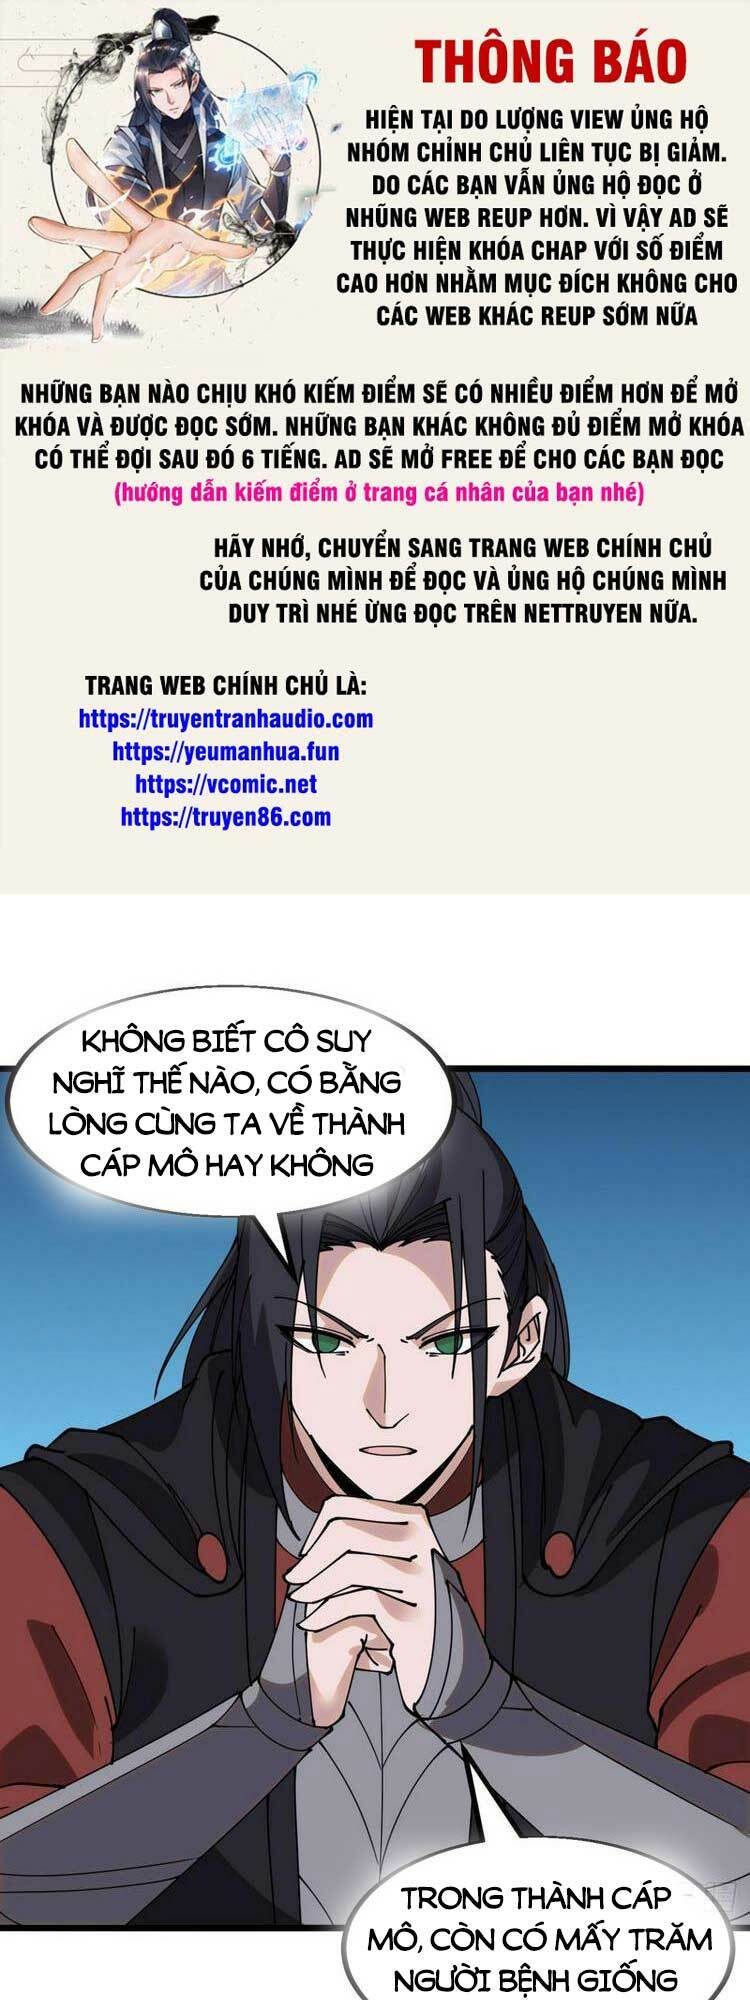 THÔNG BÁO
HIỆN TẠI DO LƯỢNG VIEW ỦNG HỘ
NHÓM CHỈNH CHỦ LIÊN TỤC BỊ GIẢM.
DO CÁC BẠN VẪN ỦNG HỘ ĐỌC Ở
NHŨNG WEB REUP HƠN. VÌ VẬY AD SẼ
THỰC HIỆN KHÓA CHAP VỚI SỐ ĐIỂM
CAO HƠN NHẰM MỤC ĐÍCH KHÔNG CHO
CÁC WEB KHÁC REUP SỚM NỮA
NHỮNG BẠN NÀO CHỊU KHÓ KIẾM ĐIỂM SẼ CÓ NHIỀU ĐIỂM HƠN ĐỂ MỞ
KHÓA VÀ ĐƯỢC ĐỌC SỚM. NHỮNG BẠN KHÁC KHÔNG ĐỦ ĐIỂM MỞ KHÓA
CÓ THỂ ĐỢI SAU ĐÓ 6 TIẾNG. AD SẼ MỞ FREE ĐỂ CHO CÁC BẠN ĐỌC
(hướng dẫn kiếm điểm ở trang cá nhân của bạn nhé)
HÃY NHỚ, CHUYỂN SANG TRANG WEB CHÍNH CHỦ
CỦA CHÚNG MÌNH ĐỂ ĐỌC VÀ ỦNG HỘ CHÚNG MÌNH
DUY TRÌ NHÉ ỪNG ĐỌC TRÊN NETTRUYEN NỮA.
TRANG WEB CHÍNH CHỦ LÀ:
https://truyentranhaudio.com
https://yeumanhua.fun
https://vcomic.net
https://truyen86.com
KHÔNG BIẾT CÔ SUY
NGHĨ THẾ NÀO, CÓ BẰNG
LÒNG CÙNG TA VỀ THÀNH
CÁP MÔ HAY KHÔNG
TRONG THÀNH CÁP
MÔ, CÒN CÓ MẤY TRĂM
NGƯỜI BỆNH GIỐNG